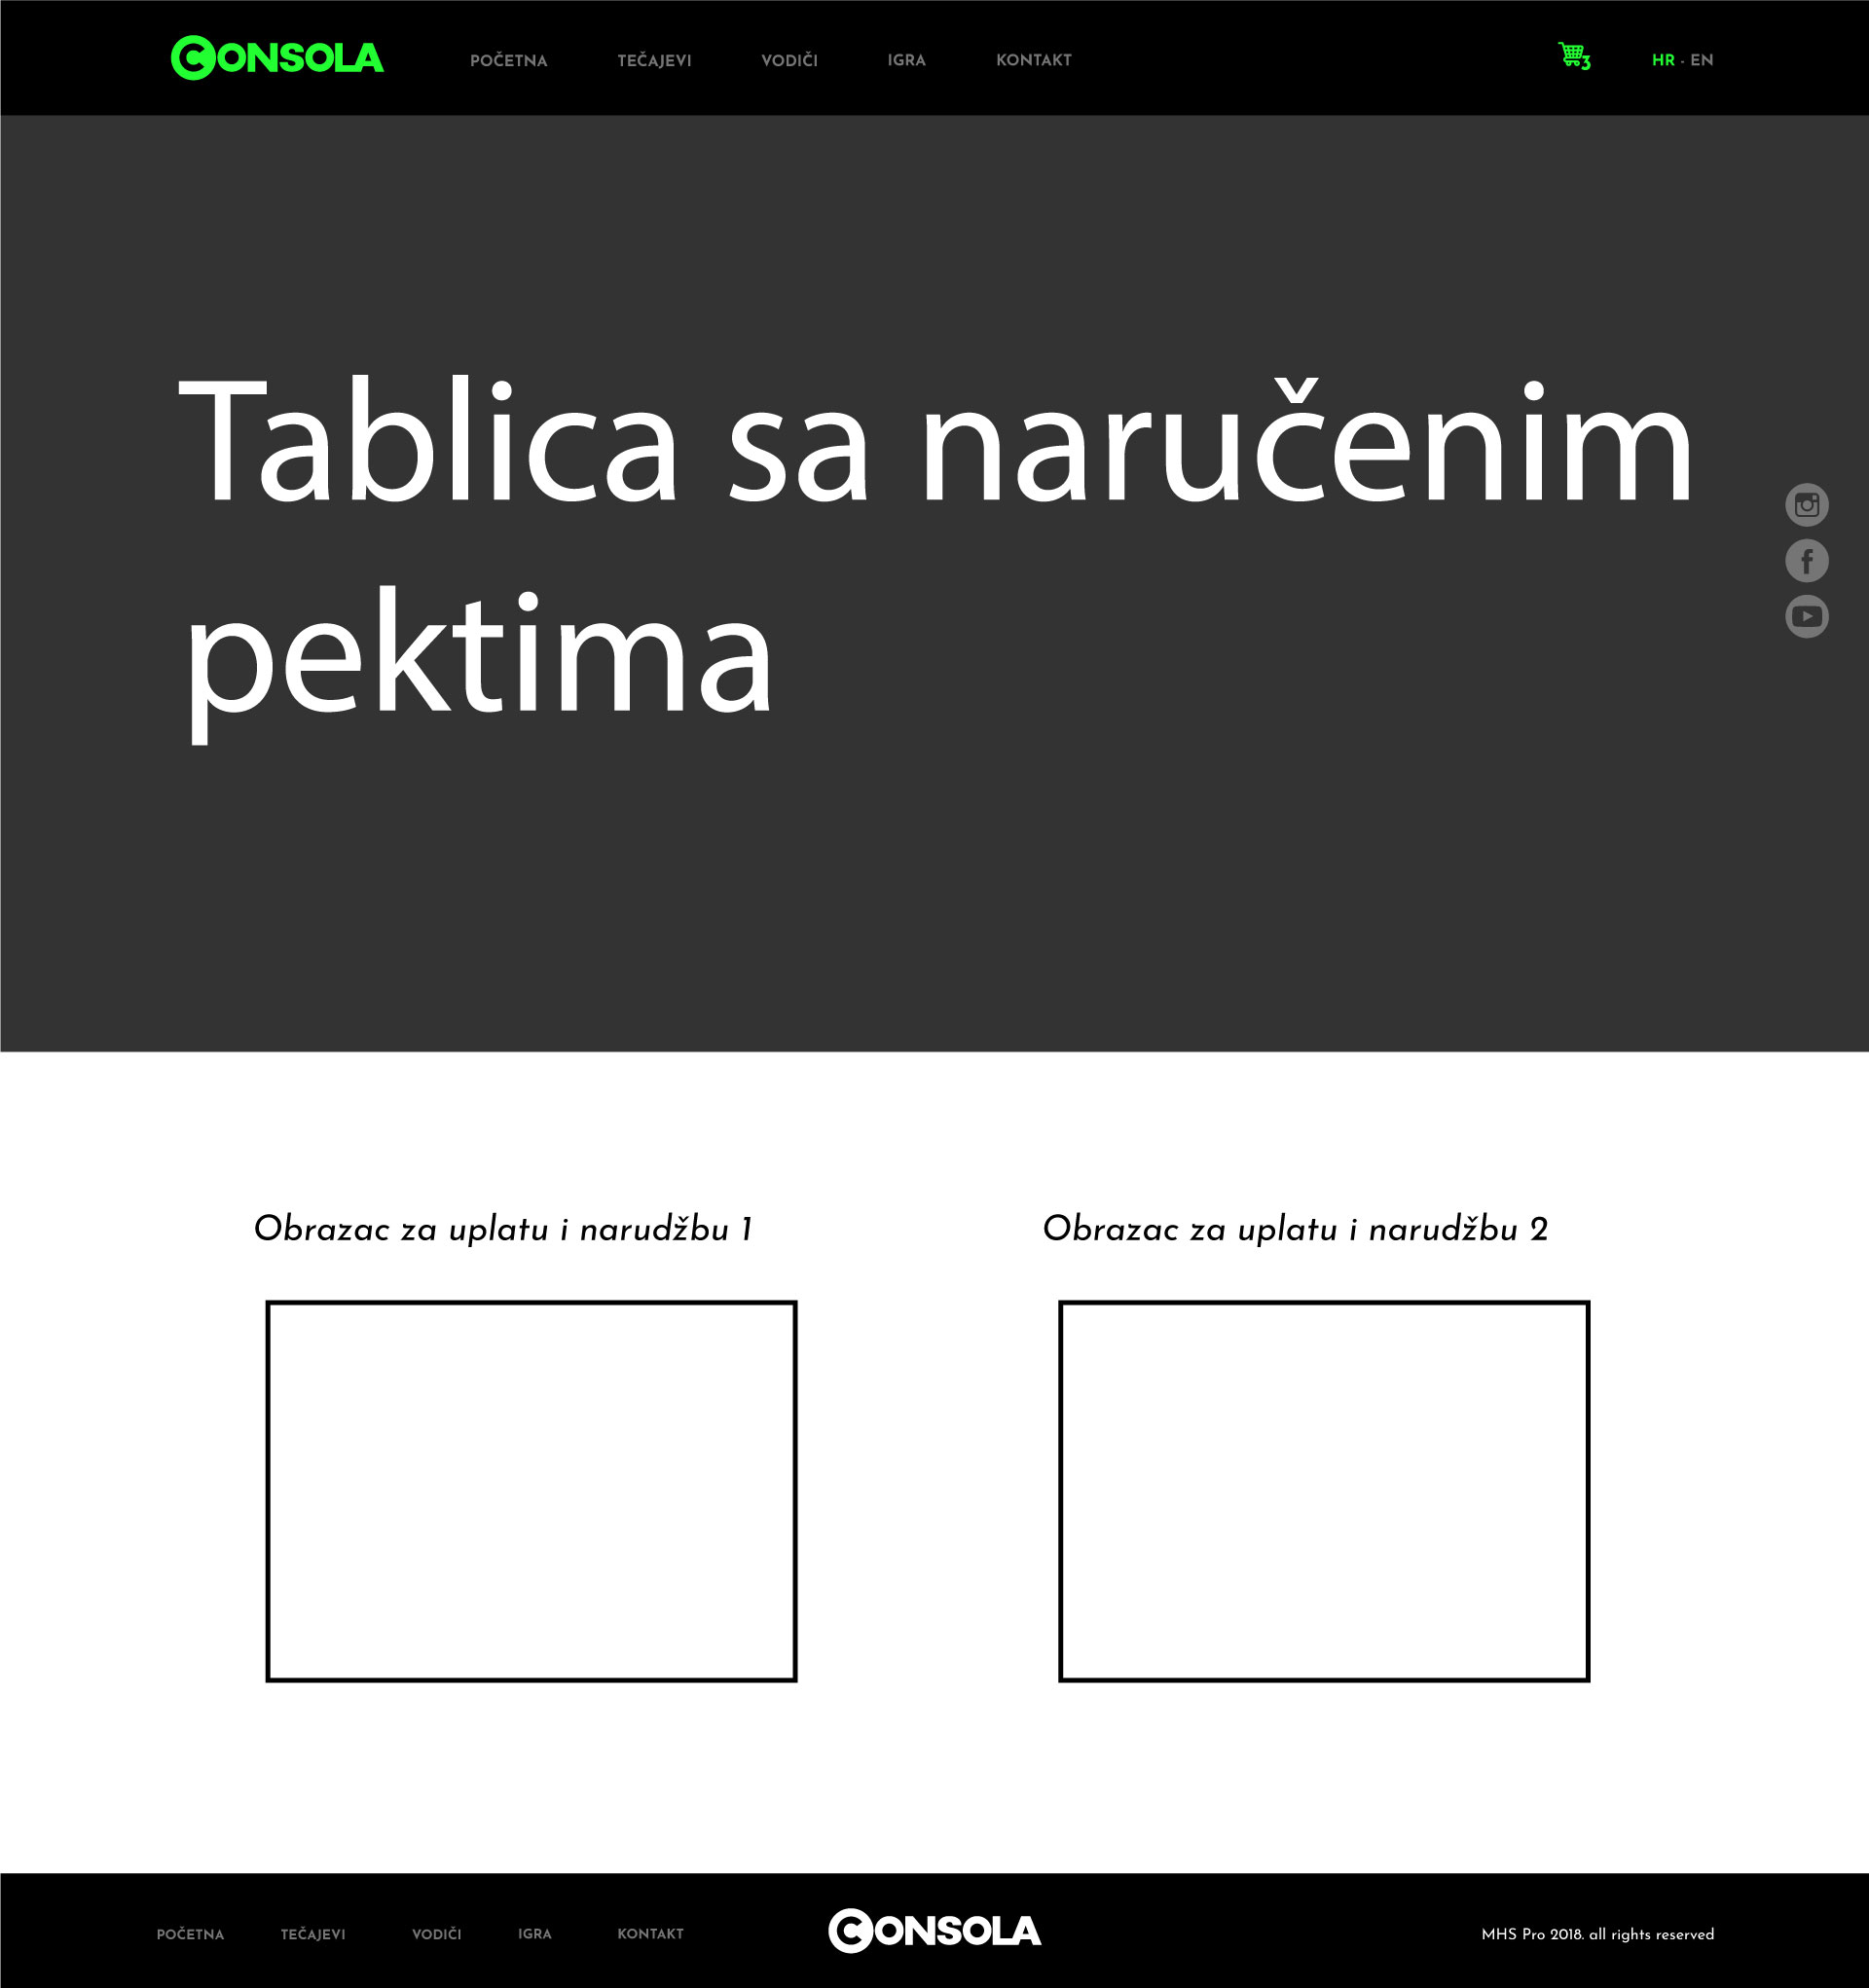 CONSOLA POČETNA TEČAJEVI VODIČI IGRA KONTAKT 3 HR - EN
Tablica sa naručenim
pektima
Obrazac za uplatu i narudžbu 1 Obrazac za uplatu i narudžbu 2
POČETNA TEČAJEVI VODIČI IGRA KONTAKT CONSOLA MHS Pro 2018. all rights reserved